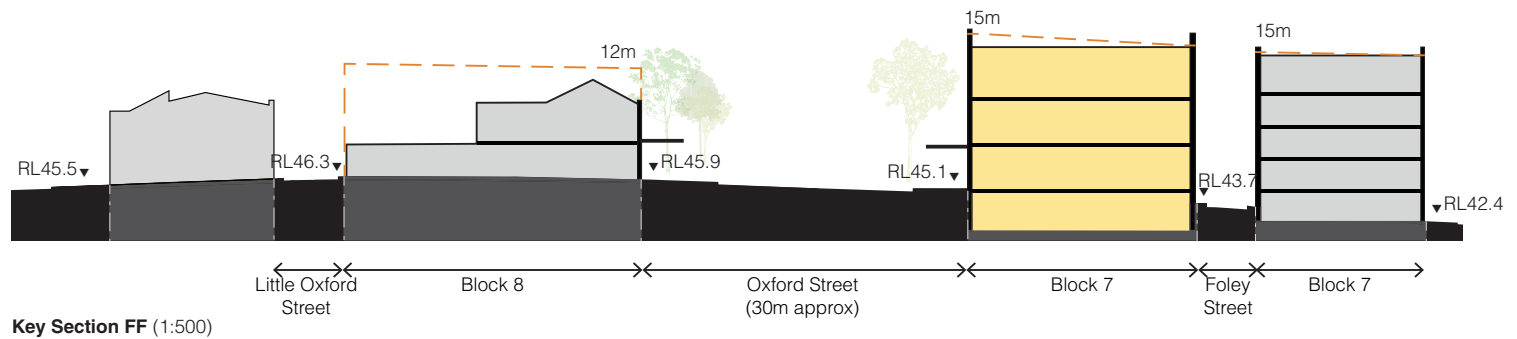 15m
15m
12m
RL45.5
RL46.3
RL45.9
RL45.1
RL43.7
RL42.4
Little Oxford
Street
Block 8
Oxford Street
(30m approx)
Block 7
Foley
Street
Block 7
Key Section FF (1:500)